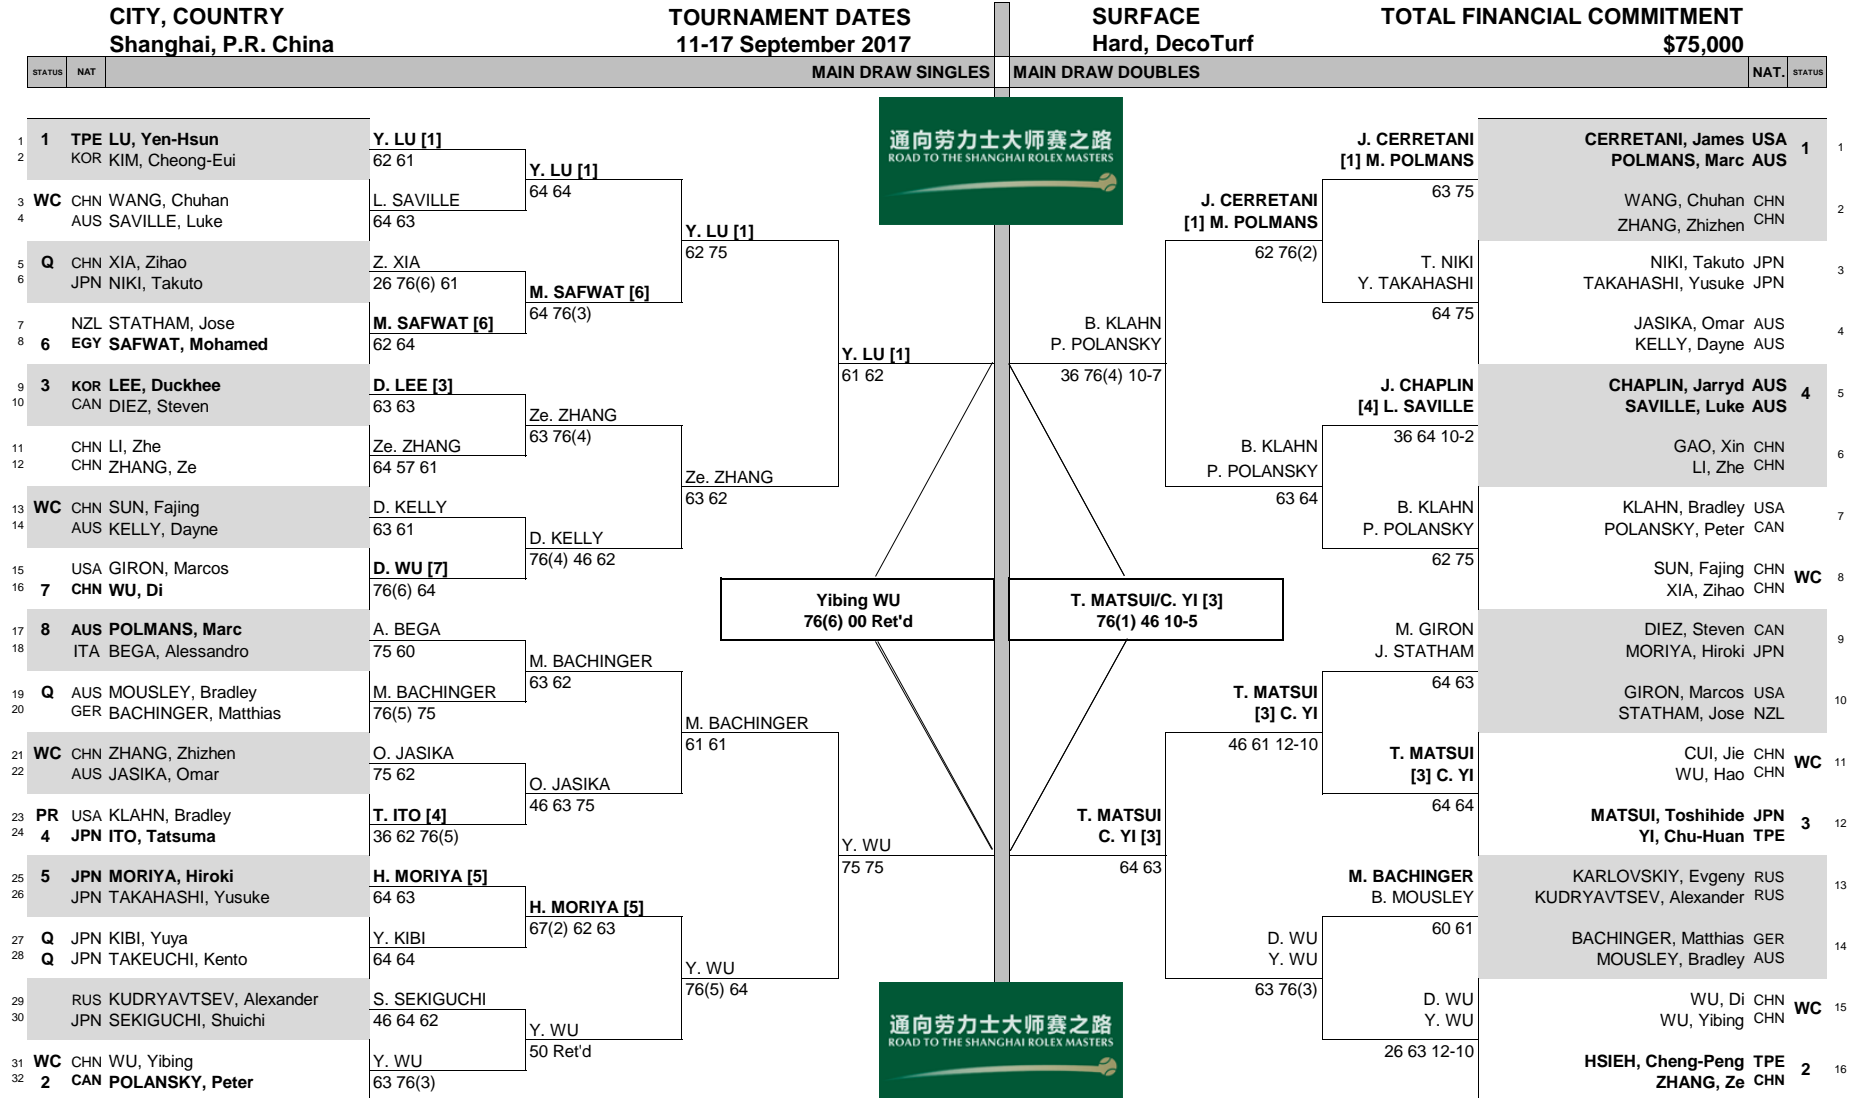 CITY, COUNTRY
Shanghai, P.R. China
TOURNAMENT DATES
11-17 September 2017
SURFACE
Hard, DecoTurf
TOTAL FINANCIAL COMMITMENT
$75,000
STATUS NAT MAIN DRAW SINGLES
MAIN DRAW DOUBLES NAT. STATUS
通向劳力士大师赛之路
ROAD TO THE SHANGHAI ROLEX MASTERS
1 1 TPE LU, Yen-Hsun
2 KOR KIM, Cheong-Eui
3 WC CHN WANG, Chuhan
4 AUS SAVILLE, Luke
5 Q CHN XIA, Zihao
6 JPN NIKI, Takuto
7 NZL STATHAM, Jose
8 6 EGY SAFWAT, Mohamed
9 3 KOR LEE, Duckhee
10 CAN DIEZ, Steven
11 CHN LI, Zhe
12 CHN ZHANG, Ze
13 WC CHN SUN, Fajing
14 AUS KELLY, Dayne
15 USA GIRON, Marcos
16 7 CHN WU, Di
17 8 AUS POLMANS, Marc
18 ITA BEGA, Alessandro
19 Q AUS MOUSLEY, Bradley
20 GER BACHINGER, Matthias
21 WC CHN ZHANG, Zhizhen
22 AUS JASIKA, Omar
23 PR USA KLAHN, Bradley
24 4 JPN ITO, Tatsuma
25 5 JPN MORIYA, Hiroki
26 JPN TAKAHASHI, Yusuke
27 Q JPN KIBI, Yuya
28 Q JPN TAKEUCHI, Kento
29 RUS KUDRYAVTSEV, Alexander
30 JPN SEKIGUCHI, Shuichi
31 WC CHN WU, Yibing
32 2 CAN POLANSKY, Peter
Y. LU [1]
62 61
L. SAVILLE
64 63
Z. XIA
26 76(6) 61
M. SAFWAT [6]
62 64
D. LEE [3]
63 63
Ze. ZHANG
64 57 61
D. KELLY
63 61
D. WU [7]
76(6) 64
A. BEGA
75 60
M. BACHINGER
76(5) 75
O. JASIKA
75 62
T. ITO [4]
36 62 76(5)
H. MORIYA [5]
64 63
Y. KIBI
64 64
S. SEKIGUCHI
46 64 62
Y. WU
63 76(3)
Y. LU [1]
64 64
M. SAFWAT [6]
64 76(3)
Ze. ZHANG
63 76(4)
D. KELLY
76(4) 46 62
M. BACHINGER
63 62
O. JASIKA
46 63 75
H. MORIYA [5]
67(2) 62 63
Y. WU
50 Ret'd
Y. LU [1]
62 75
Ze. ZHANG
63 62
M. BACHINGER
61 61
Y. WU
76(5) 64
Y. LU [1]
61 62
Y. WU
75 75
Yibing WU
76(6) 00 Ret'd
T. MATSUI/C. YI [3]
76(1) 46 10-5
B. KLAHN
P. POLANSKY
36 76(4) 10-7
T. MATSUI
C. YI [3]
64 63
J. CERRETANI
[1] M. POLMANS
62 76(2)
B. KLAHN
P. POLANSKY
63 64
T. MATSUI
[3] C. YI
46 61 12-10
D. WU
Y. WU
63 76(3)
J. CERRETANI
[1] M. POLMANS
63 75
T. NIKI
Y. TAKAHASHI
64 75
J. CHAPLIN
[4] L. SAVILLE
36 64 10-2
B. KLAHN
P. POLANSKY
62 75
M. GIRON
J. STATHAM
64 63
T. MATSUI
[3] C. YI
64 64
M. BACHINGER
B. MOUSLEY
60 61
D. WU
Y. WU
26 63 12-10
CERRETANI, James USA
POLMANS, Marc AUS
1 1
WANG, Chuhan CHN
ZHANG, Zhizhen CHN
2
NIKI, Takuto JPN
TAKAHASHI, Yusuke JPN
3
JASIKA, Omar AUS
KELLY, Dayne AUS
4
CHAPLIN, Jarryd AUS
SAVILLE, Luke AUS
4 5
GAO, Xin CHN
LI, Zhe CHN
6
KLAHN, Bradley USA
POLANSKY, Peter CAN
7
SUN, Fajing CHN
XIA, Zihao CHN
WC 8
DIEZ, Steven CAN
MORIYA, Hiroki JPN
9
GIRON, Marcos USA
STATHAM, Jose NZL
10
CUI, Jie CHN
WU, Hao CHN
WC 11
MATSUI, Toshihide JPN
YI, Chu-Huan TPE
3 12
KARLOVSKIY, Evgeny RUS
KUDRYAVTSEV, Alexander RUS
13
BACHINGER, Matthias GER
MOUSLEY, Bradley AUS
14
WU, Di CHN
WU, Yibing CHN
WC 15
HSIEH, Cheng-Peng TPE
ZHANG, Ze CHN
2 16
通向劳力士大师赛之路
ROAD TO THE SHANGHAI ROLEX MASTERS